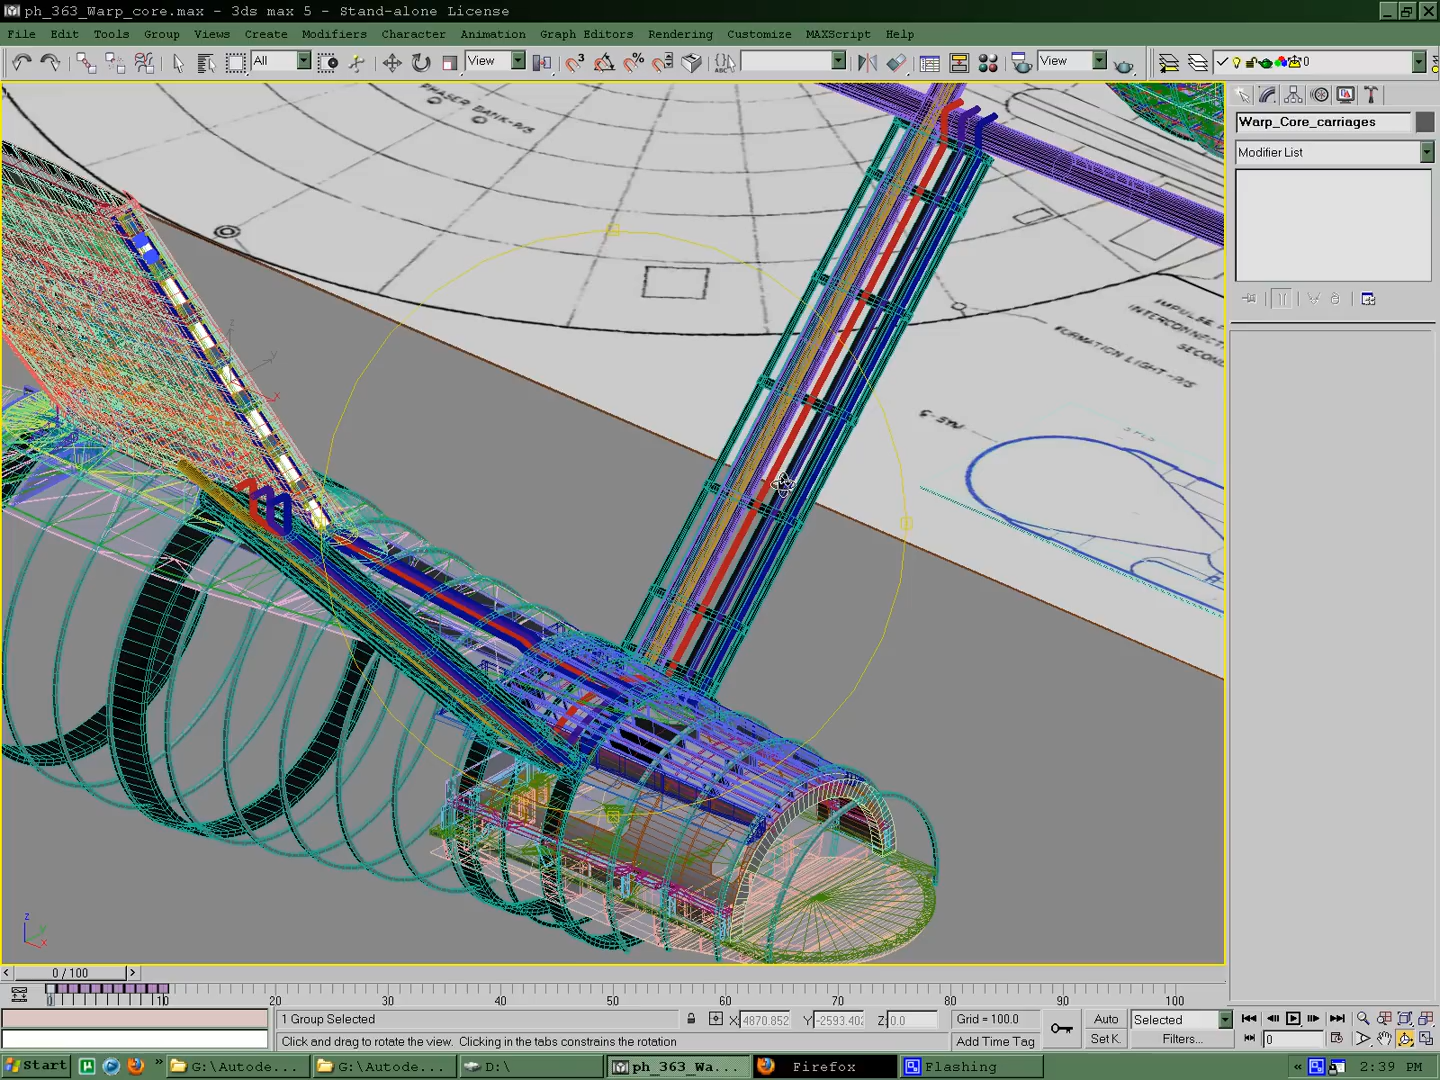 ph_363_Warp_core.max - 3ds max 5 - Stand-alone License
File Edit Tools Group Views Create Modifiers Character Animation Graph Editors Rendering Customize MAXScript Help
All View View 0
Warp_Core_carriages
Modifier List
PHASER BANK-P/S
IMPULSE
INTERCONNECT
SECON
FORMATION LIGHT-P/S
z
y
x
0 / 100
0 10 20 30 40 50 60 70 80 90 100
1 Group Selected X: 4870.852 Y: -2593.402 Z: 0.0 Grid = 100.0 Auto Selected
Click and drag to rotate the view. Clicking in the tabs constrains the rotation Add Time Tag Set K. Filters... 0
Start » G:\Autode... G:\Autode... D:\ ph_363_Wa... Firefox Flashing « 2:39 PM